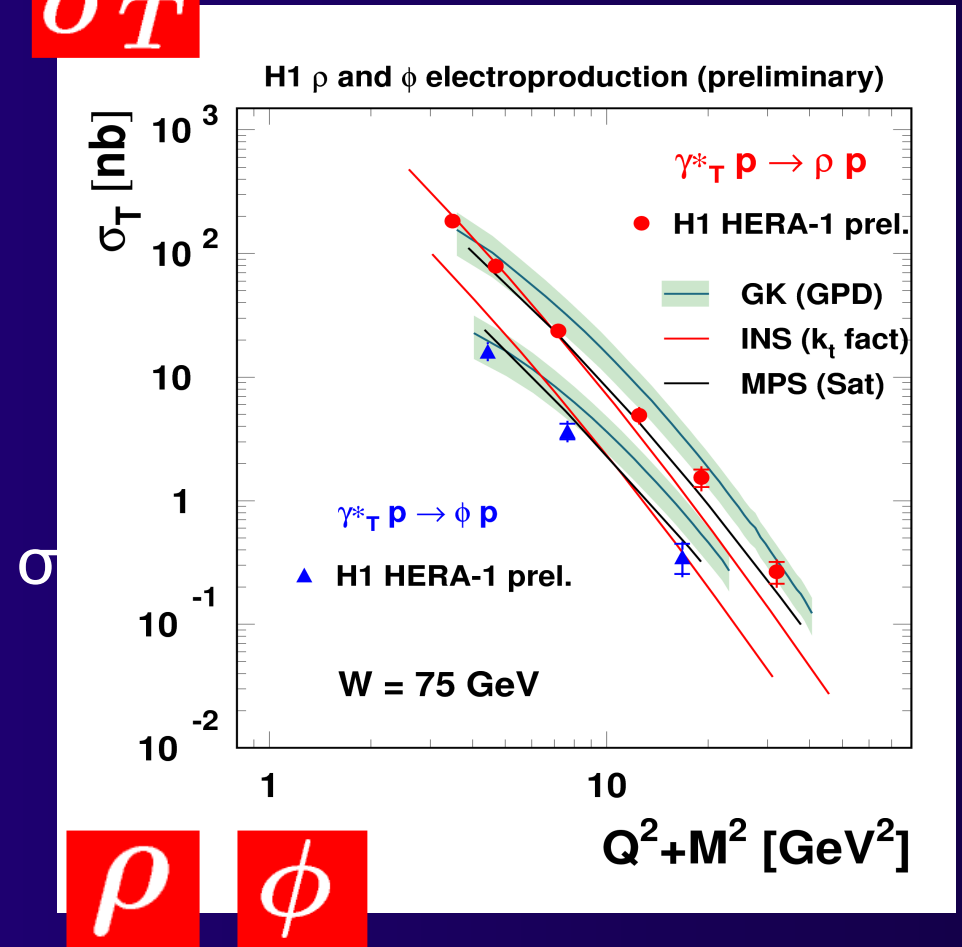 σT
H1 ρ and ϕ electroproduction (preliminary)
σT [nb]
10 3
γ*T p → ρ p
H1 HERA-1 prel.
10 2
GK (GPD)
INS (kt fact)
10
MPS (Sat)
1
γ*T p → ϕ p
σ
H1 HERA-1 prel.
10 -1
W = 75 GeV
10 -2
1 10
Q2+M2 [GeV2]
ρ ϕ